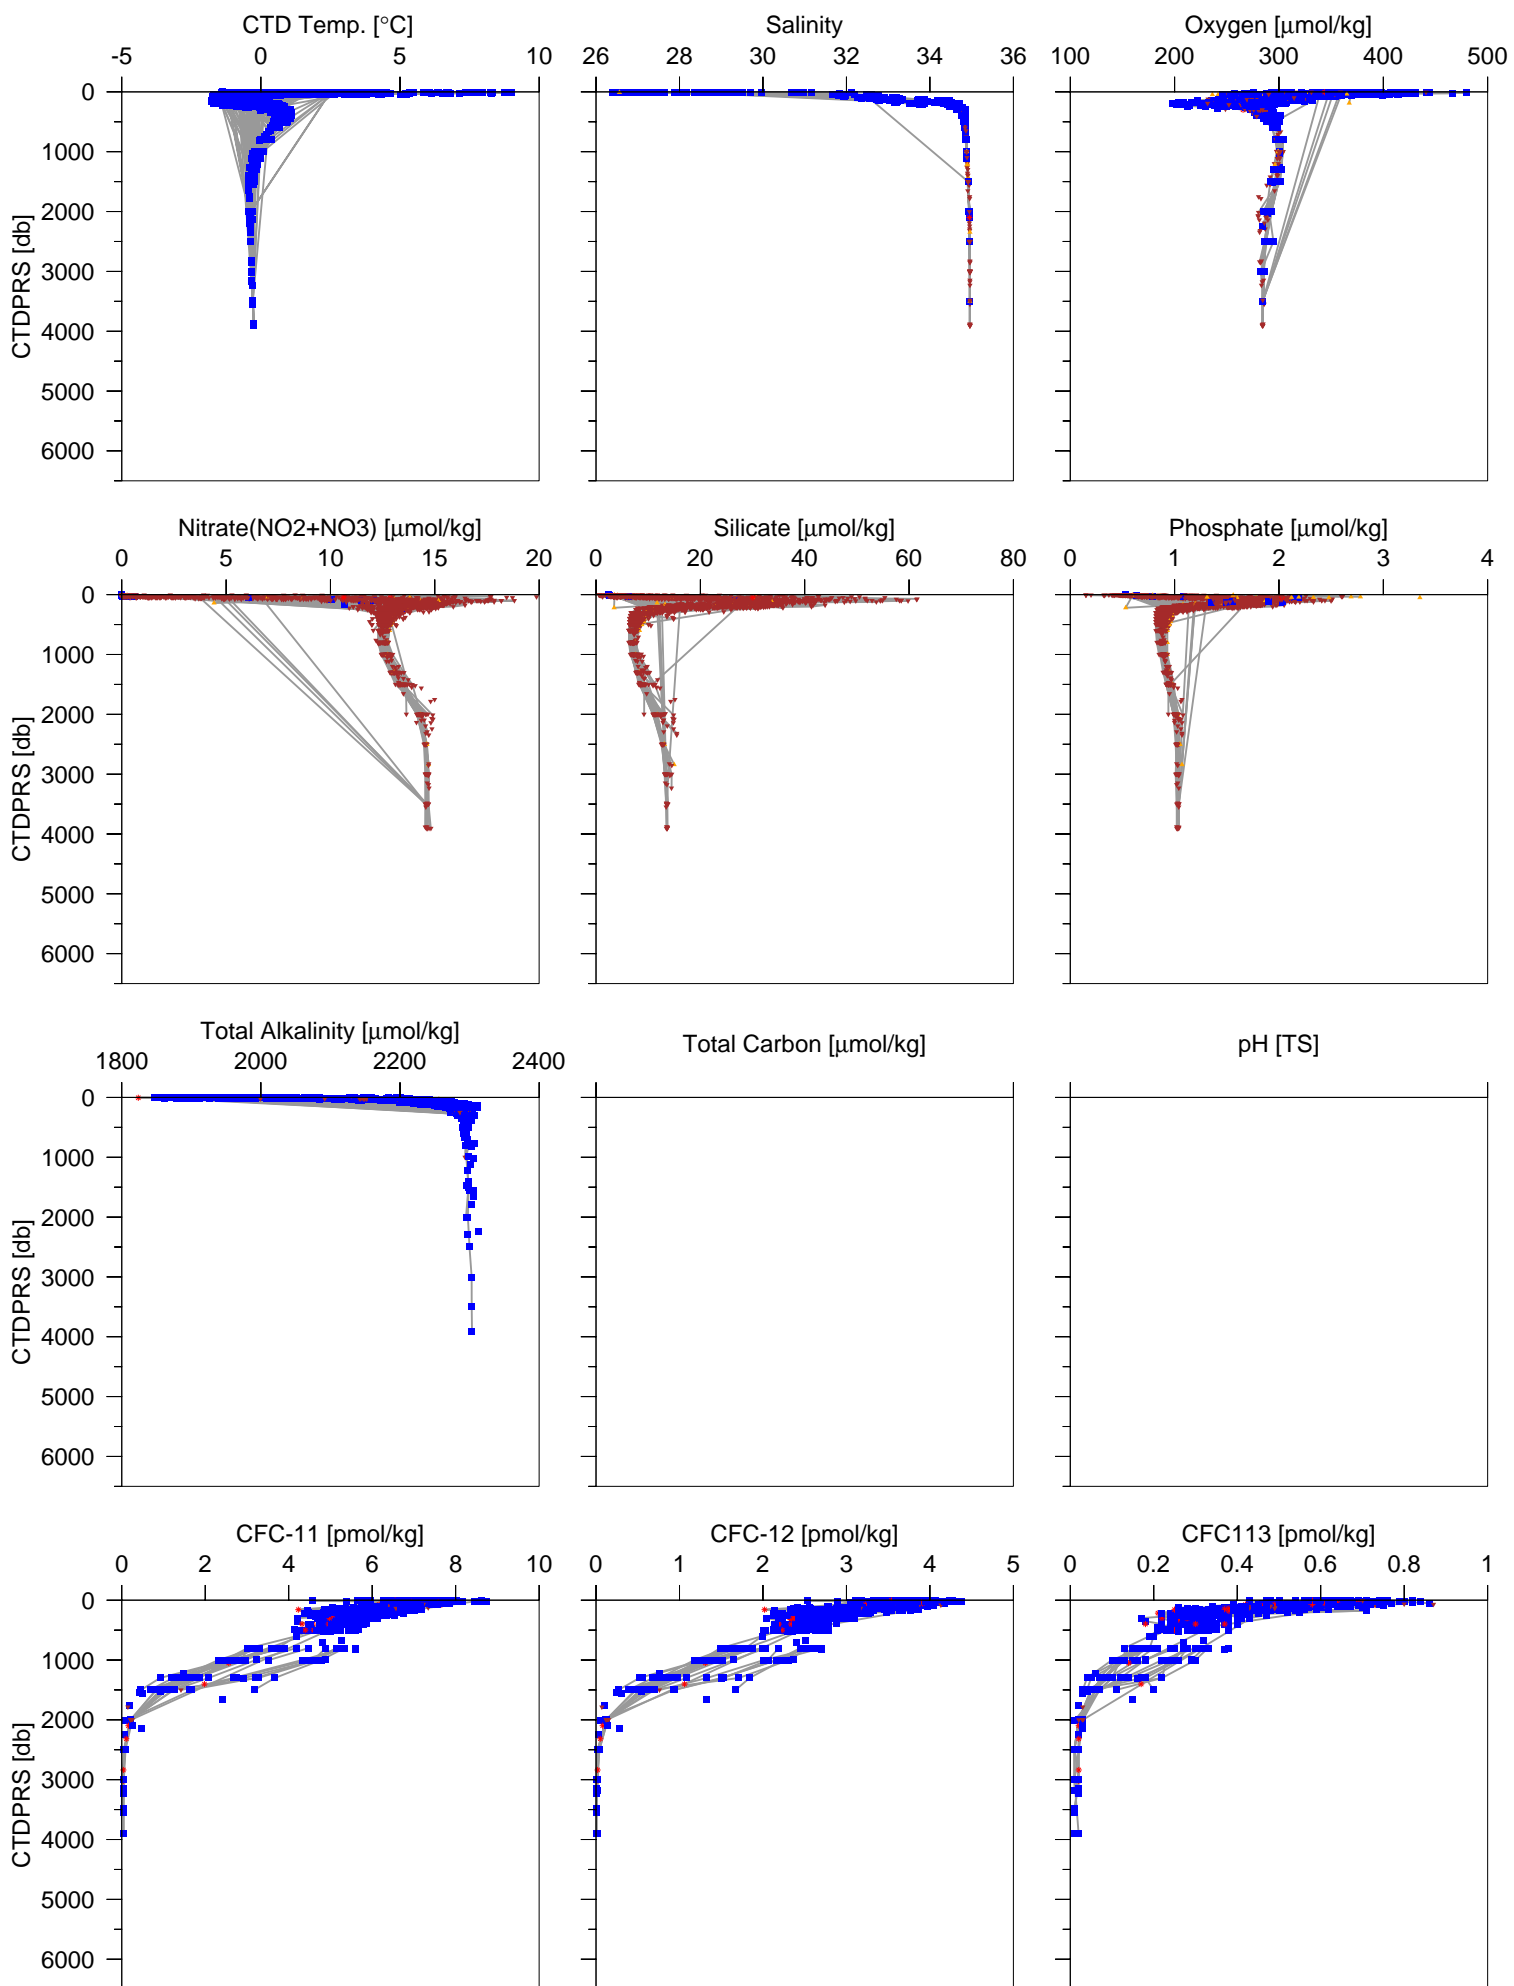 CTD Temp. [°C] Salinity Oxygen [μmol/kg]
-5 0 5 10 26 28 30 32 34 36 100 200 300 400 500
0
1000
2000
3000
4000
5000
6000
CTDPRS [db]
Nitrate(NO2+NO3) [μmol/kg] Silicate [μmol/kg] Phosphate [μmol/kg]
0 5 10 15 20 0 20 40 60 80 0 1 2 3 4
0
1000
2000
3000
4000
5000
6000
CTDPRS [db]
Total Alkalinity [μmol/kg] Total Carbon [μmol/kg] pH [TS]
1800 2000 2200 2400
0
1000
2000
3000
4000
5000
6000
CTDPRS [db]
CFC-11 [pmol/kg] CFC-12 [pmol/kg] CFC113 [pmol/kg]
0 2 4 6 8 10 0 1 2 3 4 5 0 0.2 0.4 0.6 0.8 1
0
1000
2000
3000
4000
5000
6000
CTDPRS [db]